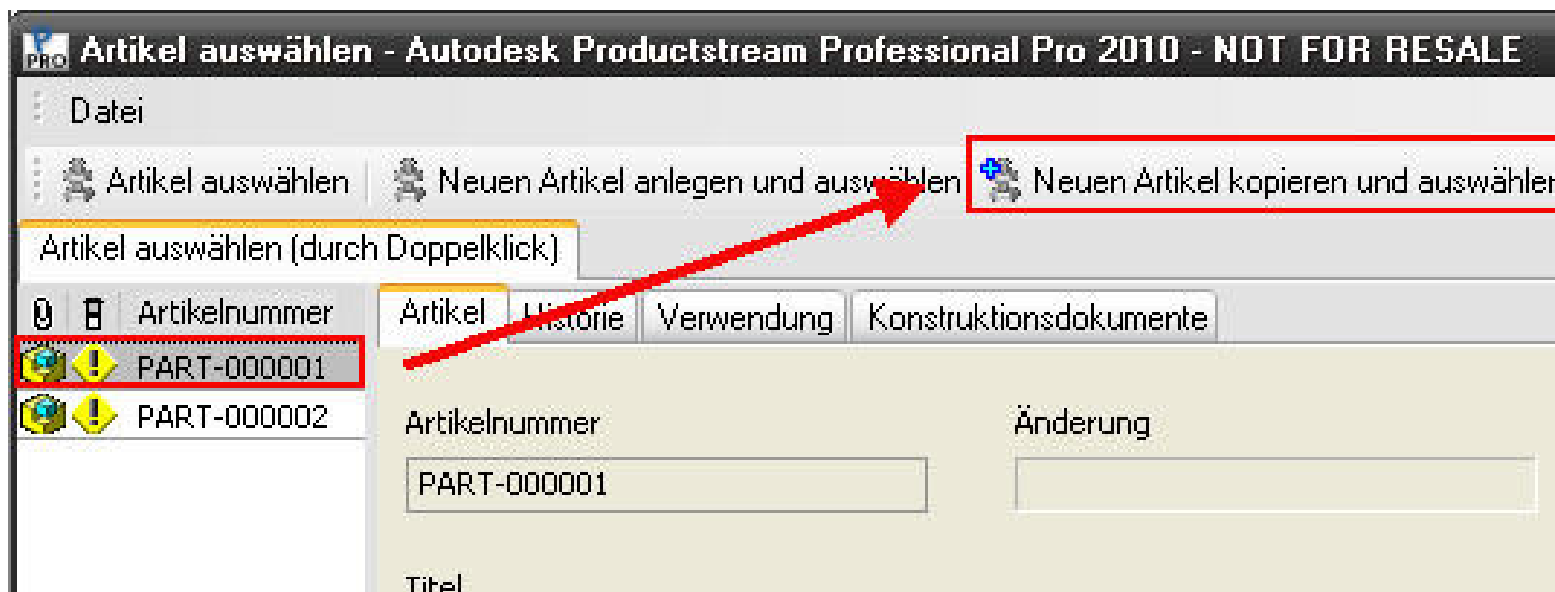 PRO Artikel auswählen - Autodesk Productstream Professional Pro 2010 - NOT FOR RESALE
Datei
Artikel auswählen Neuen Artikel anlegen und auswählen Neuen Artikel kopieren und auswählen
Artikel auswählen (durch Doppelklick)
Artikelnummer Artikel Historie Verwendung Konstruktionsdokumente
PART-000001
PART-000002
Artikelnummer Änderung
PART-000001
Titel